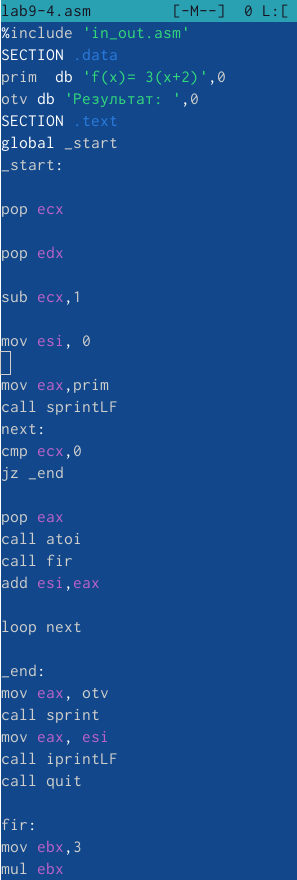 lab9-4.asm [-M--] 0 L:[
%include 'in_out.asm'
SECTION .data
prim db 'f(x)= 3(x+2)',0
otv db 'Результат: ',0
SECTION .text
global _start
_start:
pop ecx
pop edx
sub ecx,1
mov esi, 0
mov eax,prim
call sprintLF
next:
cmp ecx,0
jz _end
pop eax
call atoi
call fir
add esi,eax
loop next
_end:
mov eax, otv
call sprint
mov eax, esi
call iprintLF
call quit
fir:
mov ebx,3
mul ebx